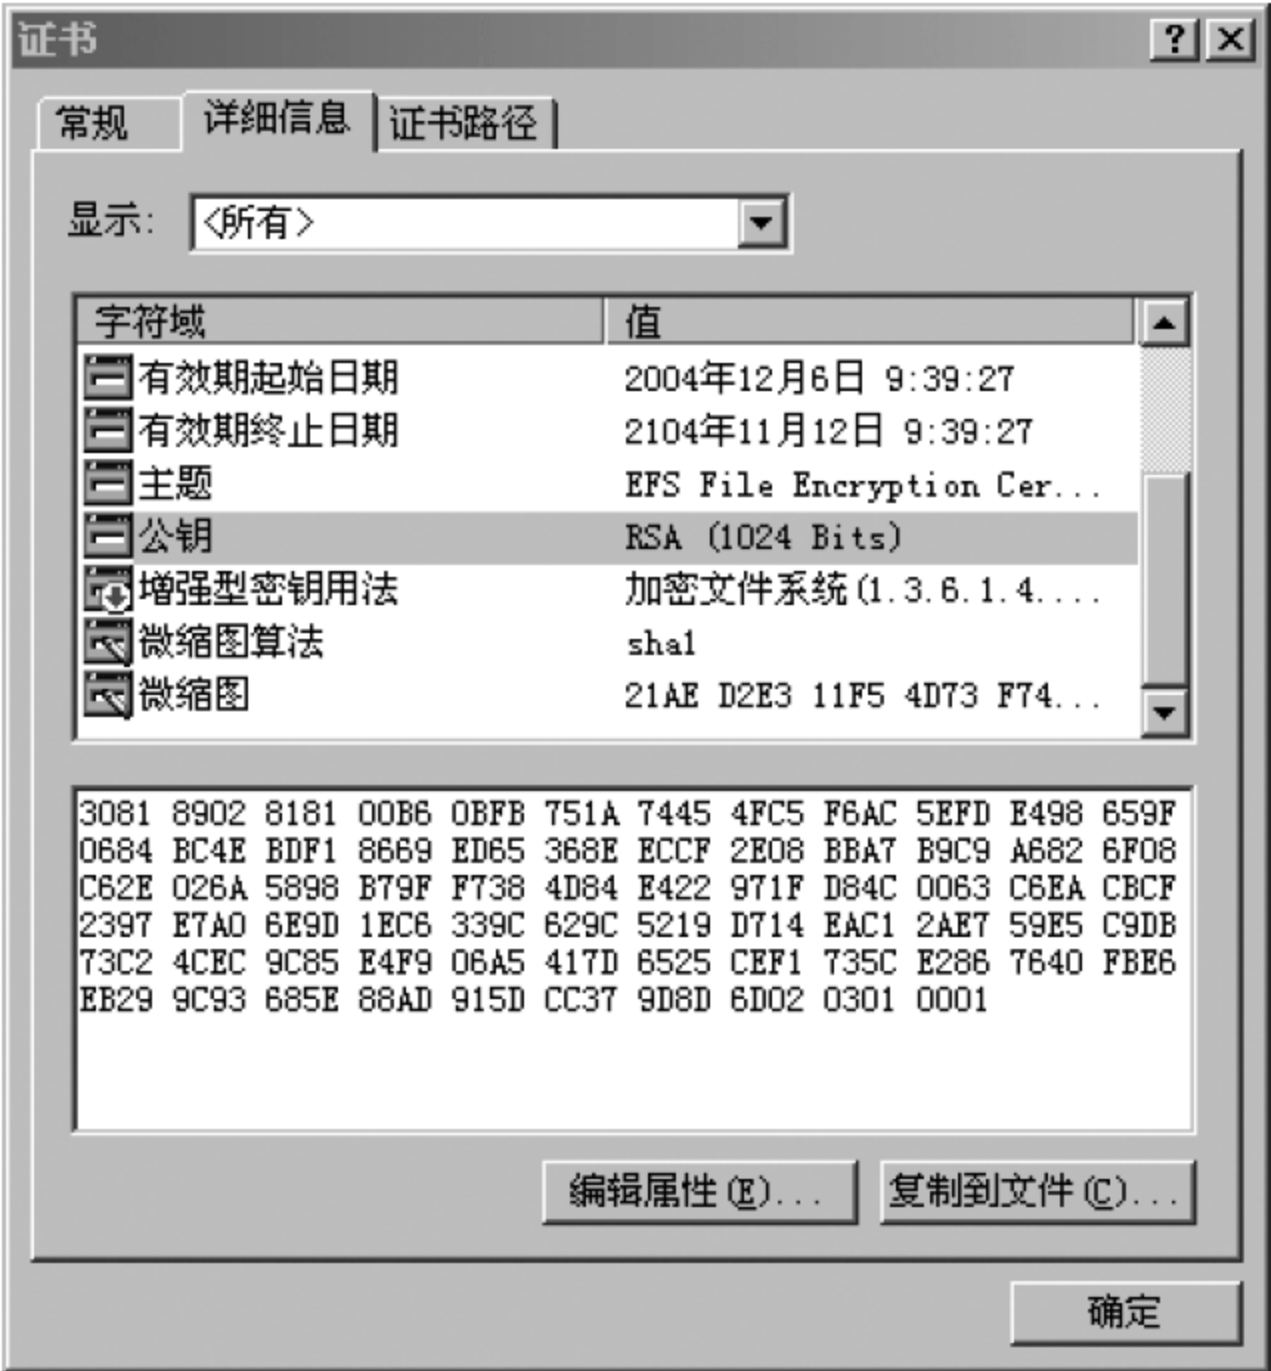 证书
常规 详细信息 证书路径
显示: <所有>
字符域 值
有效期起始日期 2004年12月6日 9:39:27
有效期终止日期 2104年11月12日 9:39:27
主题 EFS File Encryption Cer...
公钥 RSA (1024 Bits)
增强型密钥用法 加密文件系统(1.3.6.1.4....
微缩图算法 sha1
微缩图 21AE D2E3 11F5 4D73 F74...
3081 8902 8181 00B6 0BFB 751A 7445 4FC5 F6AC 5EFD E498 659F
0684 BC4E BDF1 8669 ED65 368E ECCF 2E08 BBA7 B9C9 A682 6F08
C62E 026A 5898 B79F F738 4D84 E422 971F D84C 0063 C6EA CBCF
2397 E7A0 6E9D 1EC6 339C 629C 5219 D714 EAC1 2AE7 59E5 C9DB
73C2 4CEC 9C85 E4F9 06A5 417D 6525 CEF1 735C E286 7640 FBE6
EB29 9C93 685E 88AD 915D CC37 9D8D 6D02 0301 0001
编辑属性(E)... 复制到文件(C)...
确定